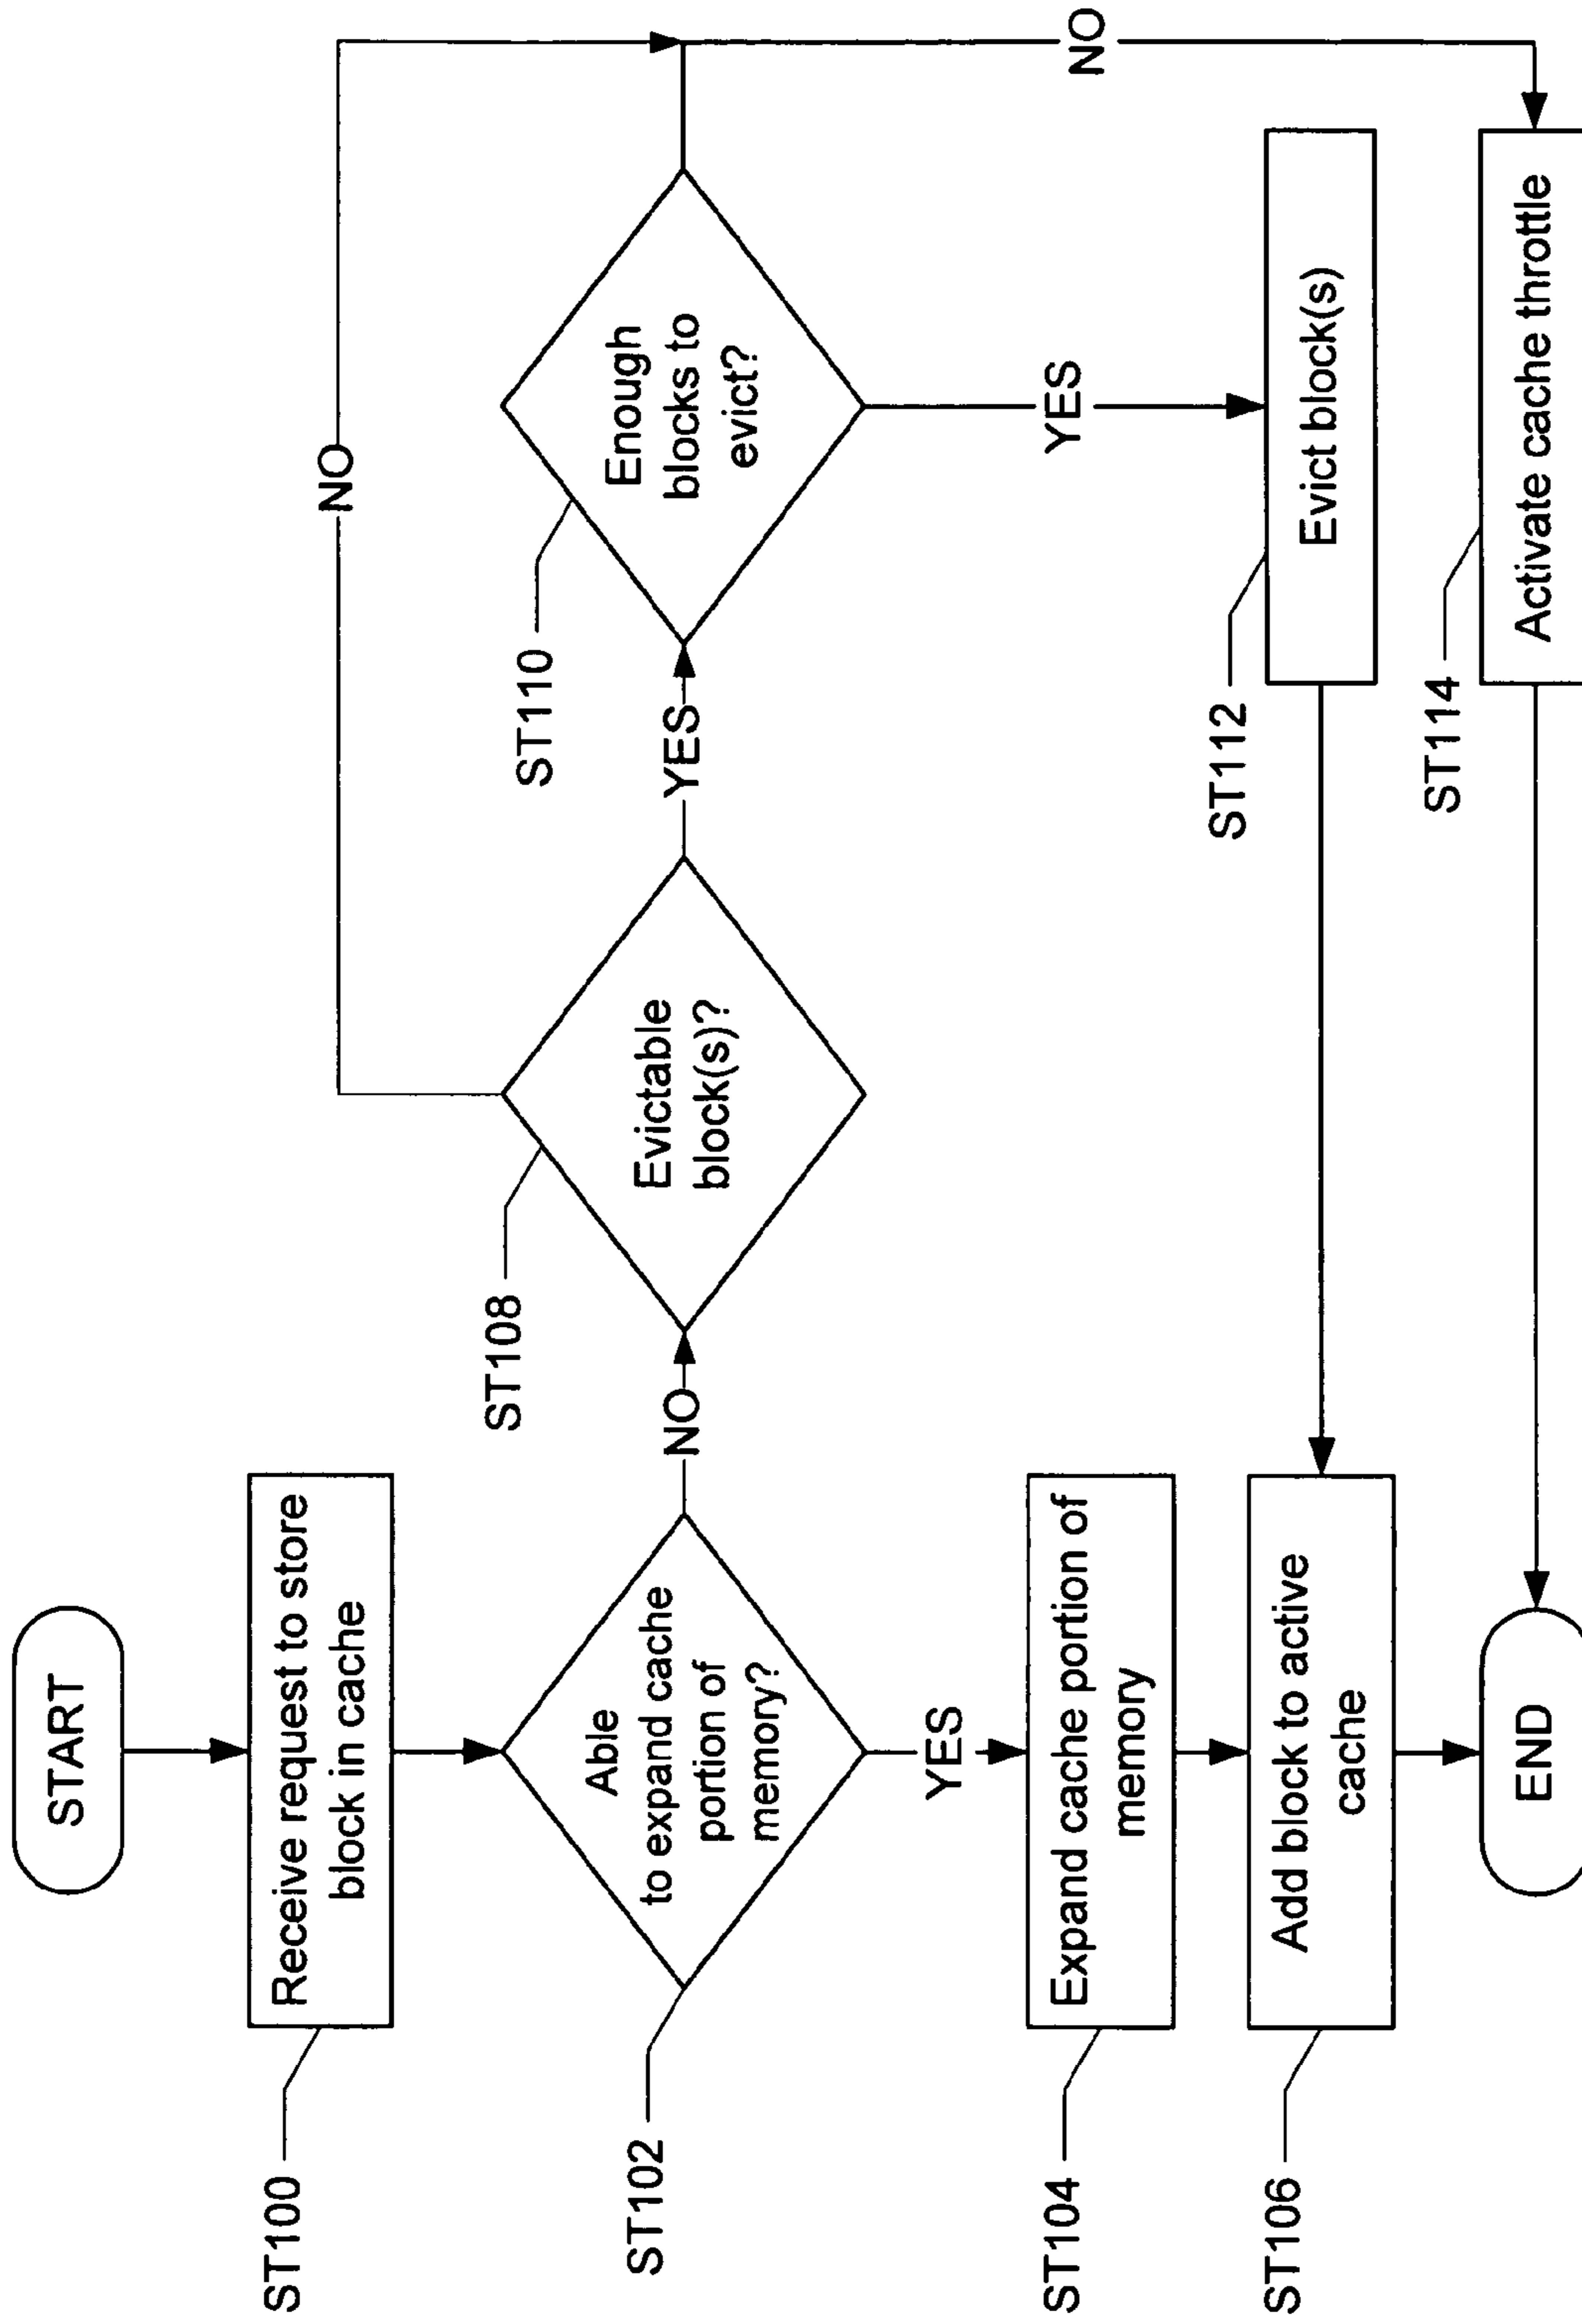 START
ST100
Receive request to store
block in cache
ST102
Able
to expand cache
portion of
memory?
NO
YES
ST104
Expand cache portion of
memory
ST106
Add block to active
cache
END
ST108
Evictable
block(s)?
NO
YES
ST110
Enough
blocks to
evict?
NO
YES
ST112
Evict block(s)
ST114
Activate cache throttle